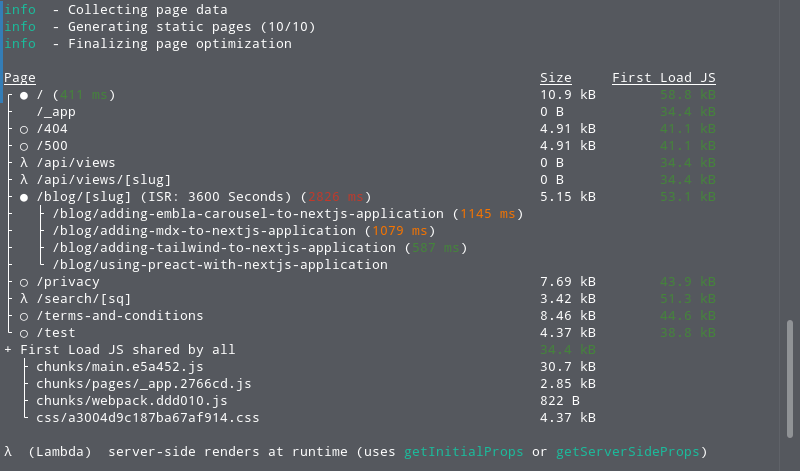 info  - Collecting page data
info  - Generating static pages (10/10)
info  - Finalizing page optimization
Page Size First Load JS
┌ ● / (411 ms) 10.9 kB 58.8 kB
├   /_app 0 B 34.4 kB
├ ○ /404 4.91 kB 41.1 kB
├ ○ /500 4.91 kB 41.1 kB
├ λ /api/views 0 B 34.4 kB
├ λ /api/views/[slug] 0 B 34.4 kB
├ ● /blog/[slug] (ISR: 3600 Seconds) (2826 ms) 5.15 kB 53.1 kB
├   ├ /blog/adding-embla-carousel-to-nextjs-application (1145 ms)
├   ├ /blog/adding-mdx-to-nextjs-application (1079 ms)
├   ├ /blog/adding-tailwind-to-nextjs-application (587 ms)
├   └ /blog/using-preact-with-nextjs-application
├ ○ /privacy 7.69 kB 43.9 kB
├ λ /search/[sq] 3.42 kB 51.3 kB
├ ○ /terms-and-conditions 8.46 kB 44.6 kB
└ ○ /test 4.37 kB 38.8 kB
+ First Load JS shared by all 34.4 kB
  ├ chunks/main.e5a452.js 30.7 kB
  ├ chunks/pages/_app.2766cd.js 2.85 kB
  ├ chunks/webpack.ddd010.js 822 B
  └ css/a3004d9c187ba67af914.css 4.37 kB
λ  (Lambda)  server-side renders at runtime (uses getInitialProps or getServerSideProps)